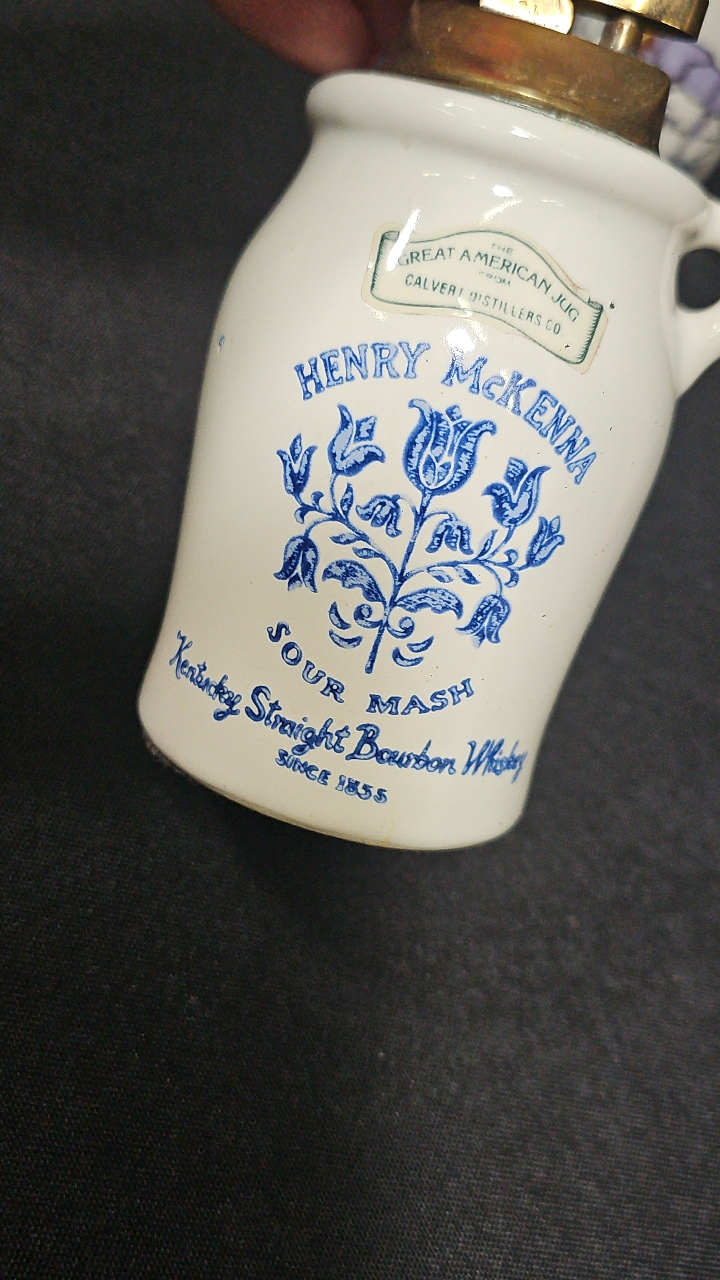 THE
GREAT AMERICAN JUG
FROM
CALVERT DISTILLERS CO
HENRY McKENNA
SOUR MASH
Kentucky Straight Bourbon Whiskey
SINCE 1855